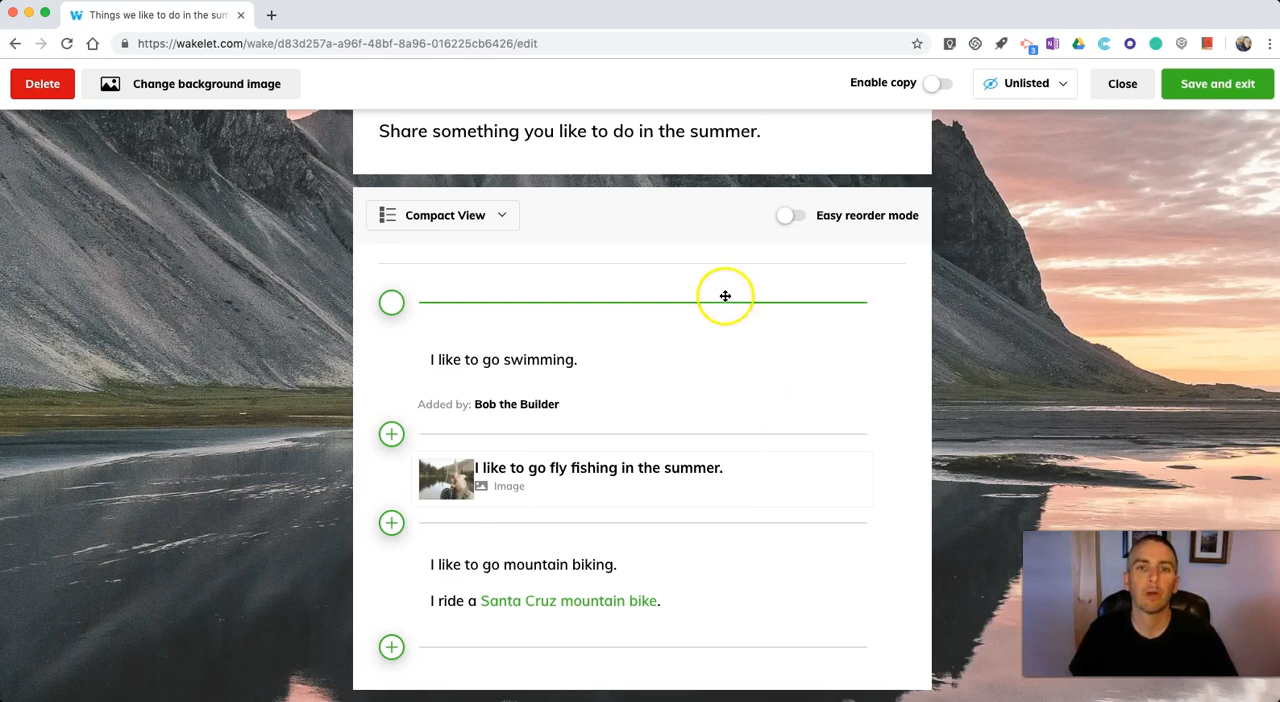 Things we like to do in the sum
https://wakelet.com/wake/d83d257a-a96f-48bf-8a96-016225cb6426/edit
3
Delete
Change background image
Enable copy
Unlisted
Close
Save and exit
Share something you like to do in the summer.
Compact View
Easy reorder mode
I like to go swimming.
Added by: Bob the Builder
I like to go fly fishing in the summer.
Image
I like to go mountain biking.
I ride a Santa Cruz mountain bike.